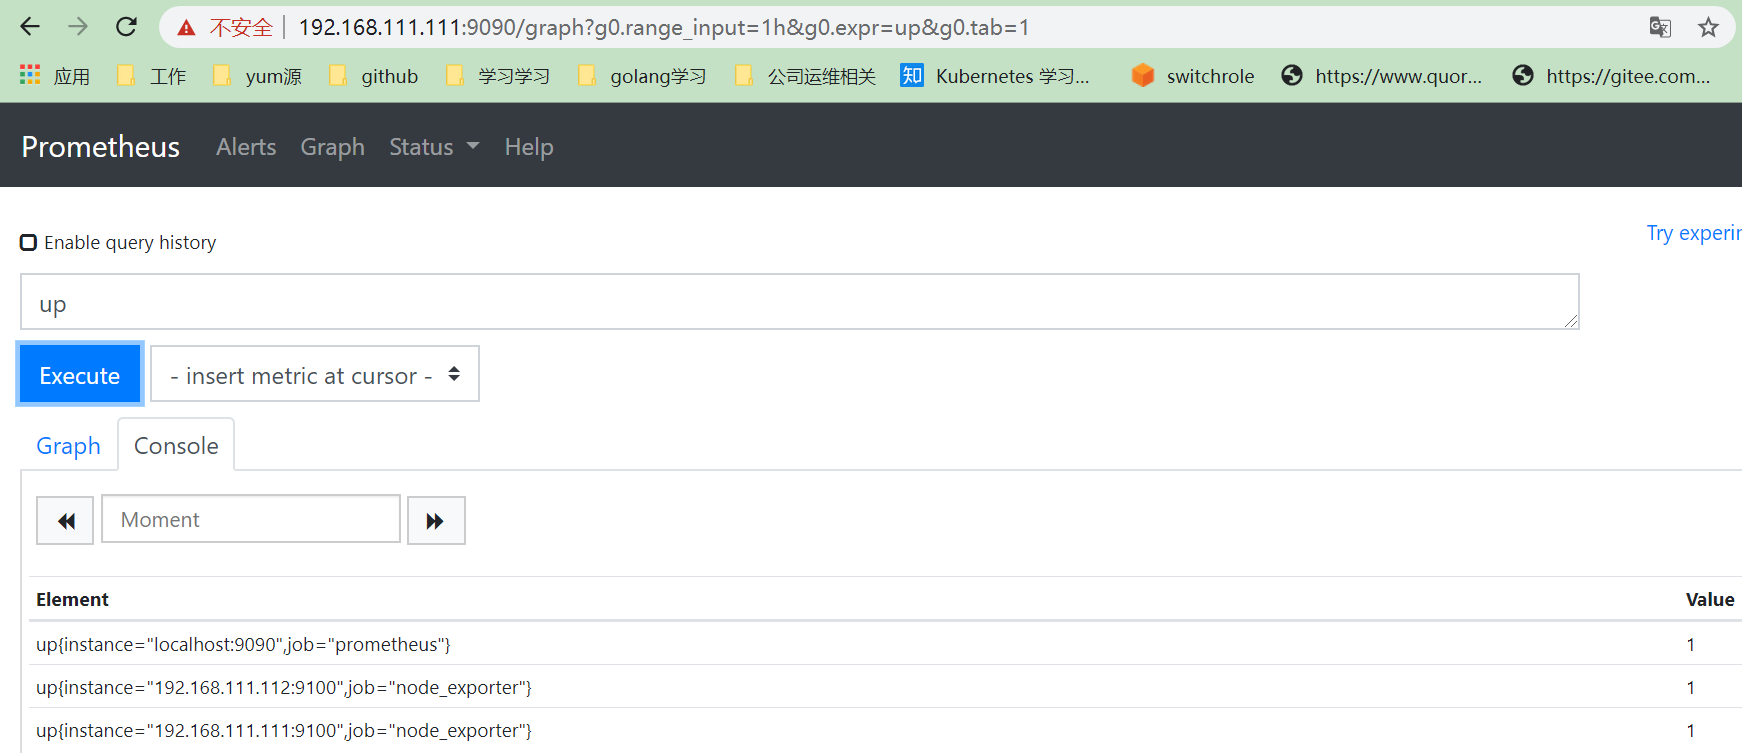 不安全 192.168.111.111:9090/graph?g0.range_input=1h&g0.expr=up&g0.tab=1
应用 工作 yum源 github 学习学习 golang学习 公司运维相关 知 Kubernetes 学习... switchrole https://www.quor... https://gitee.com...
Prometheus Alerts Graph Status Help
Enable query history
Try experir
up
Execute - insert metric at cursor -
Graph Console
Moment
Element Value
up{instance="localhost:9090",job="prometheus"} 1
up{instance="192.168.111.112:9100",job="node_exporter"} 1
up{instance="192.168.111.111:9100",job="node_exporter"} 1